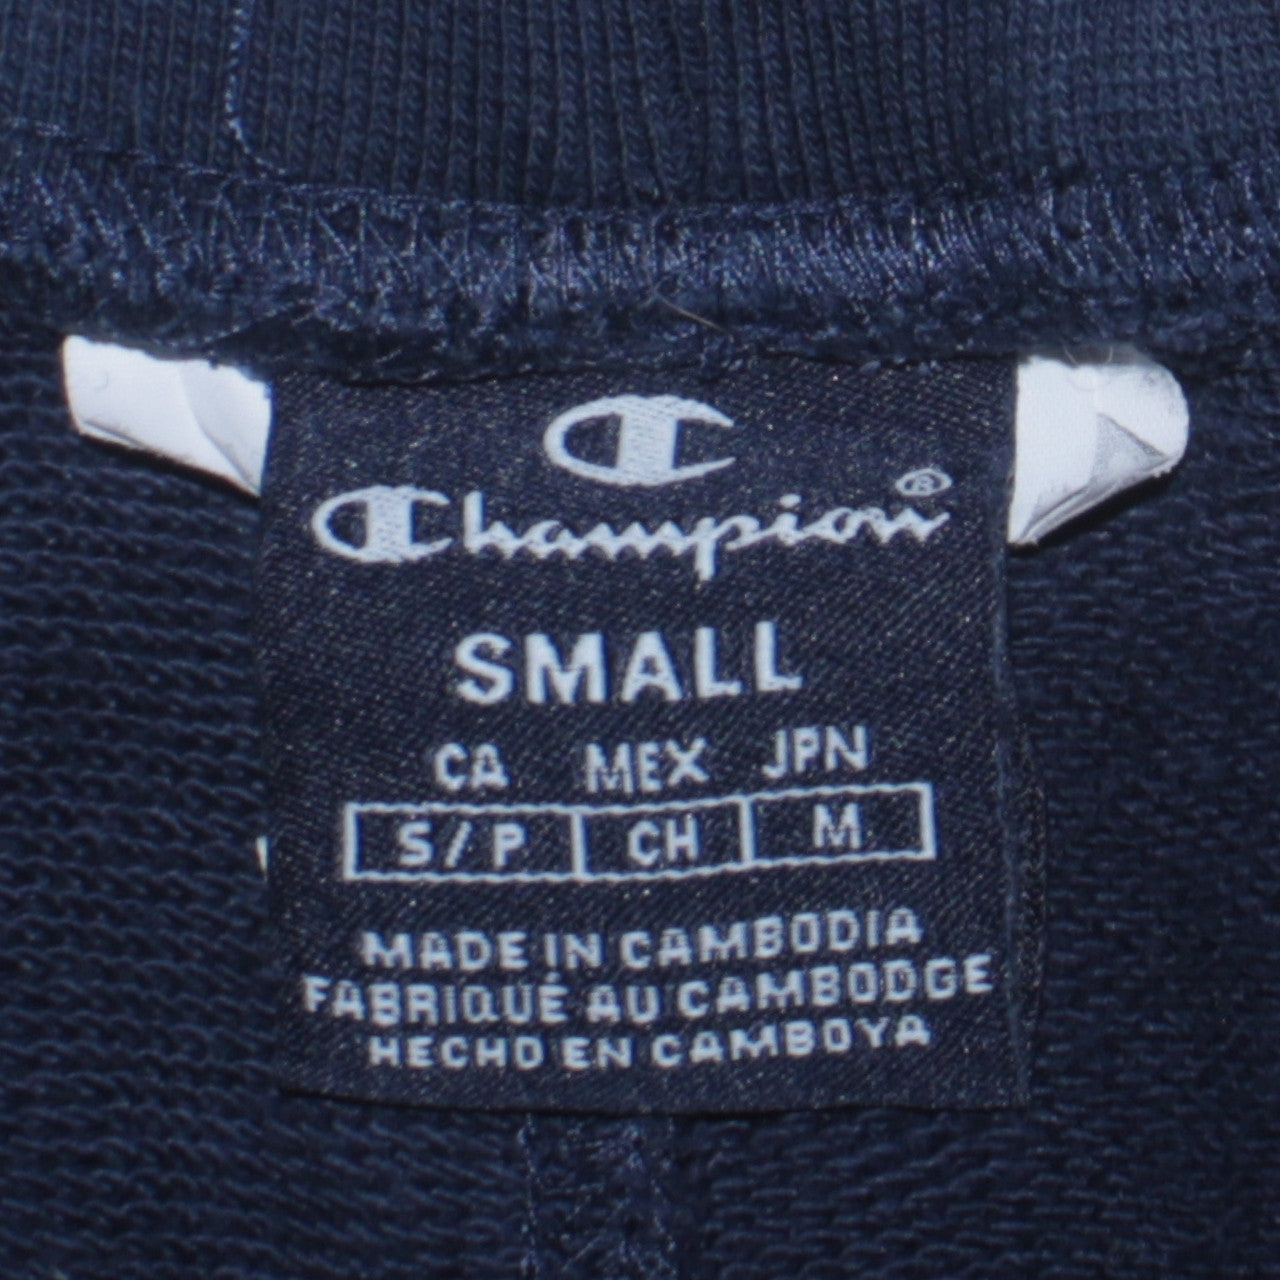 Champion®
SMALL
CA MEX JPN
S/P CH M
MADE IN CAMBODIA
FABRIQUÉ AU CAMBODGE
HECHO EN CAMBOYA